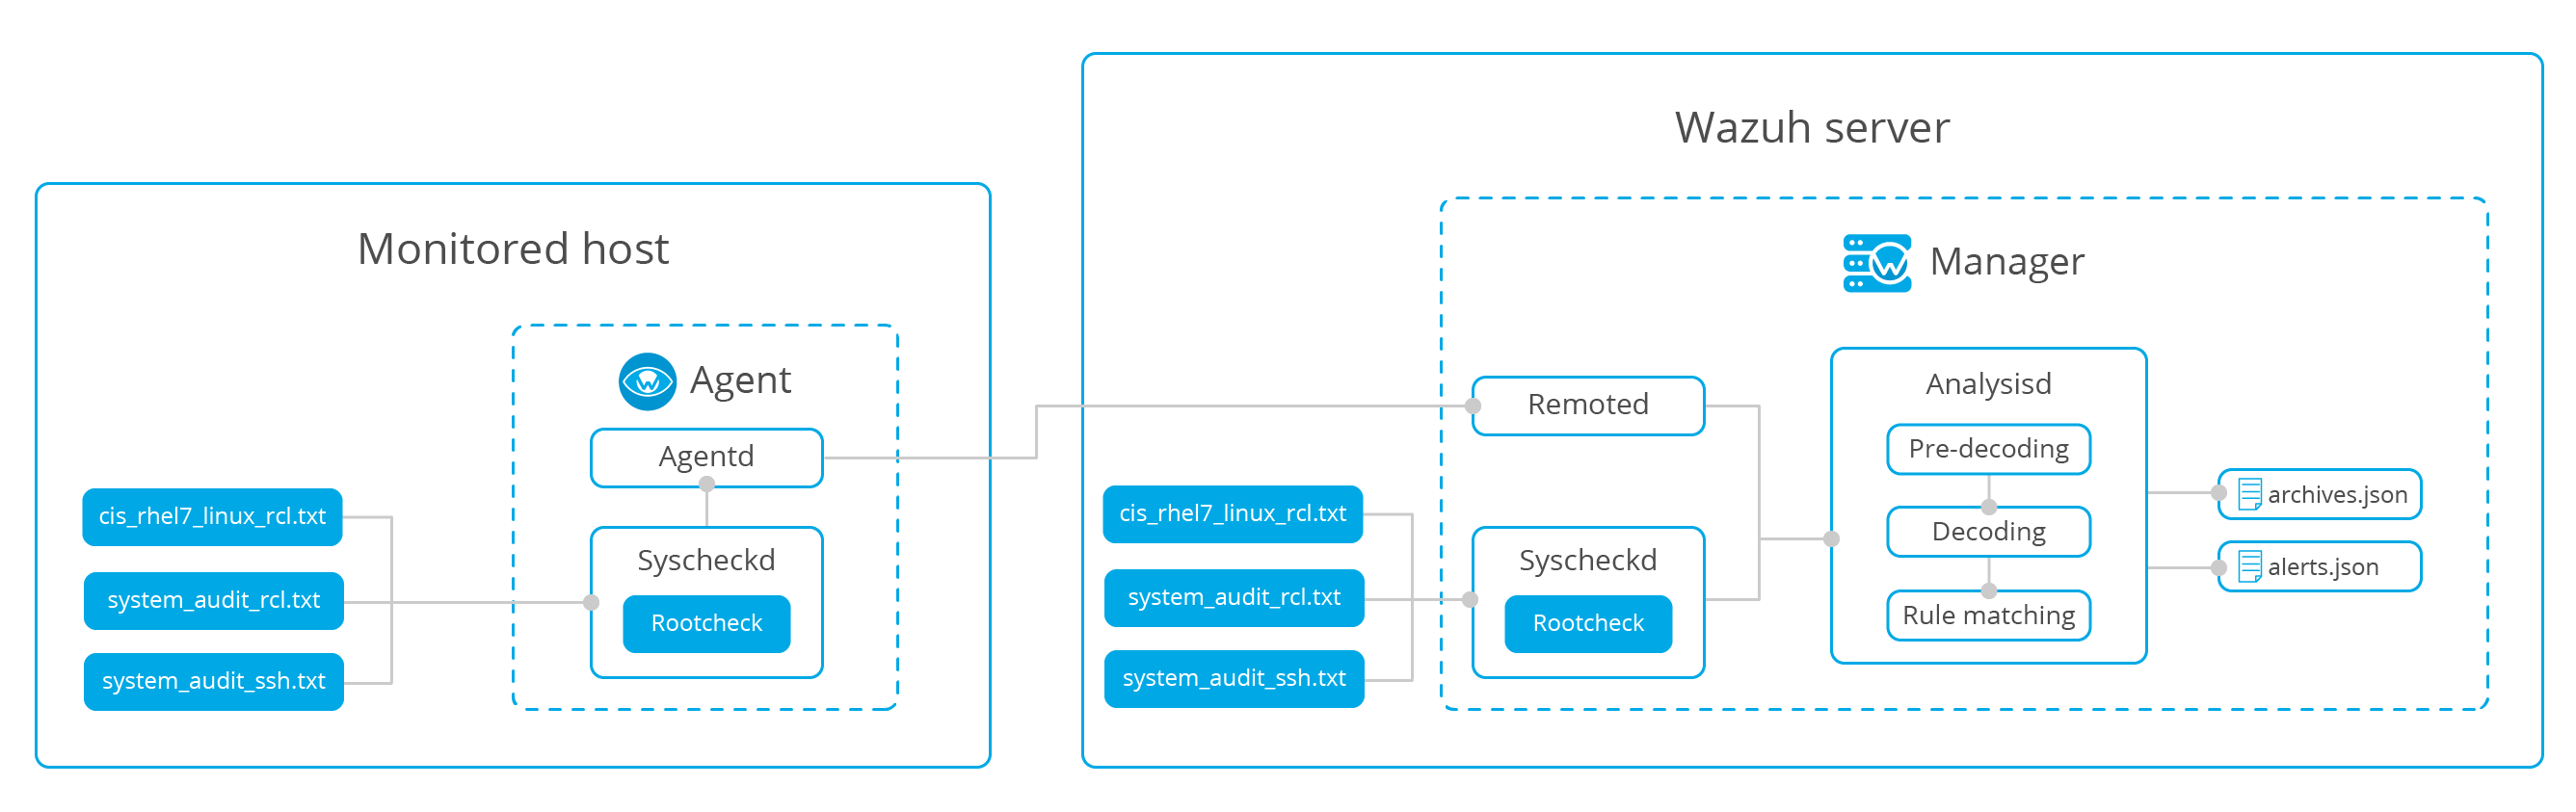 Monitored host
Agent
Agentd
cis_rhel7_linux_rcl.txt
system_audit_rcl.txt
system_audit_ssh.txt
Syscheckd
Rootcheck
Wazuh server
Manager
Remoted
cis_rhel7_linux_rcl.txt
system_audit_rcl.txt
system_audit_ssh.txt
Syscheckd
Rootcheck
Analysisd
Pre-decoding
Decoding
Rule matching
archives.json
alerts.json